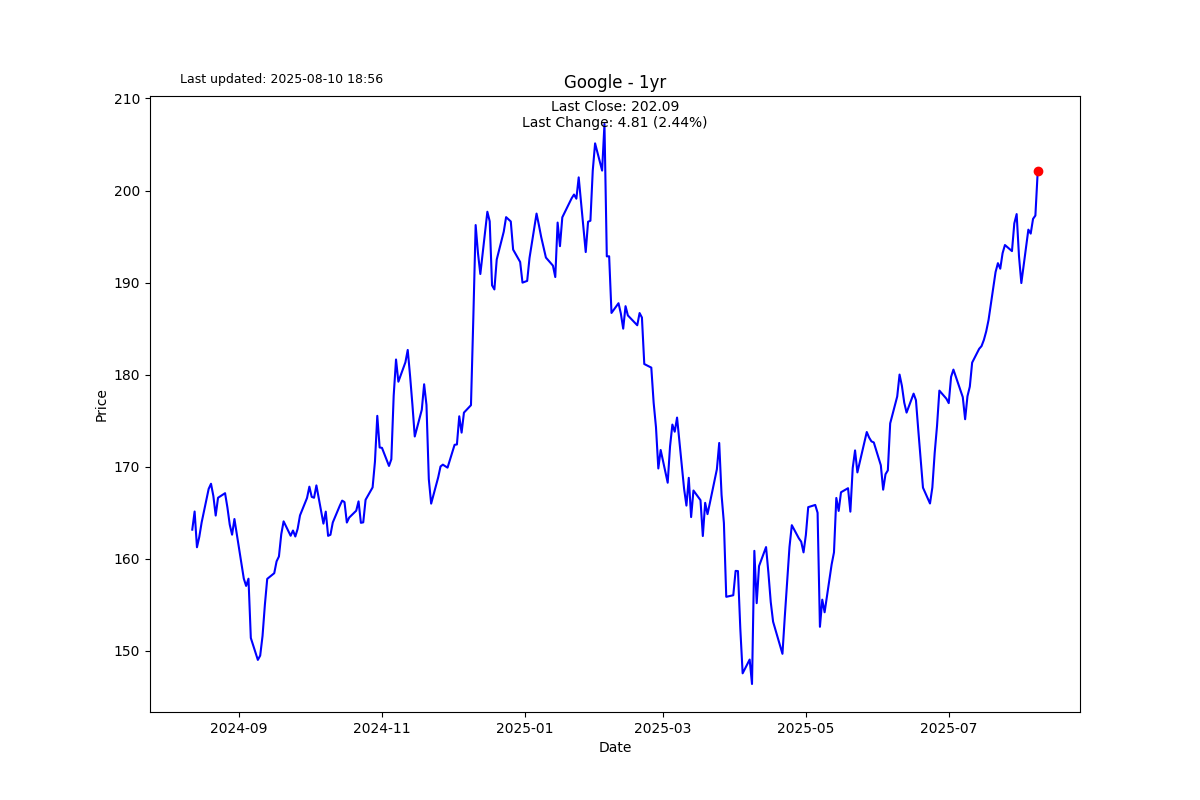 Last updated: 2025-08-10 18:56
Google - 1yr
Last Close: 202.09
Last Change: 4.81 (2.44%)
210
200
190
180
170
160
150
Price
2024-09
2024-11
2025-01
2025-03
2025-05
2025-07
Date